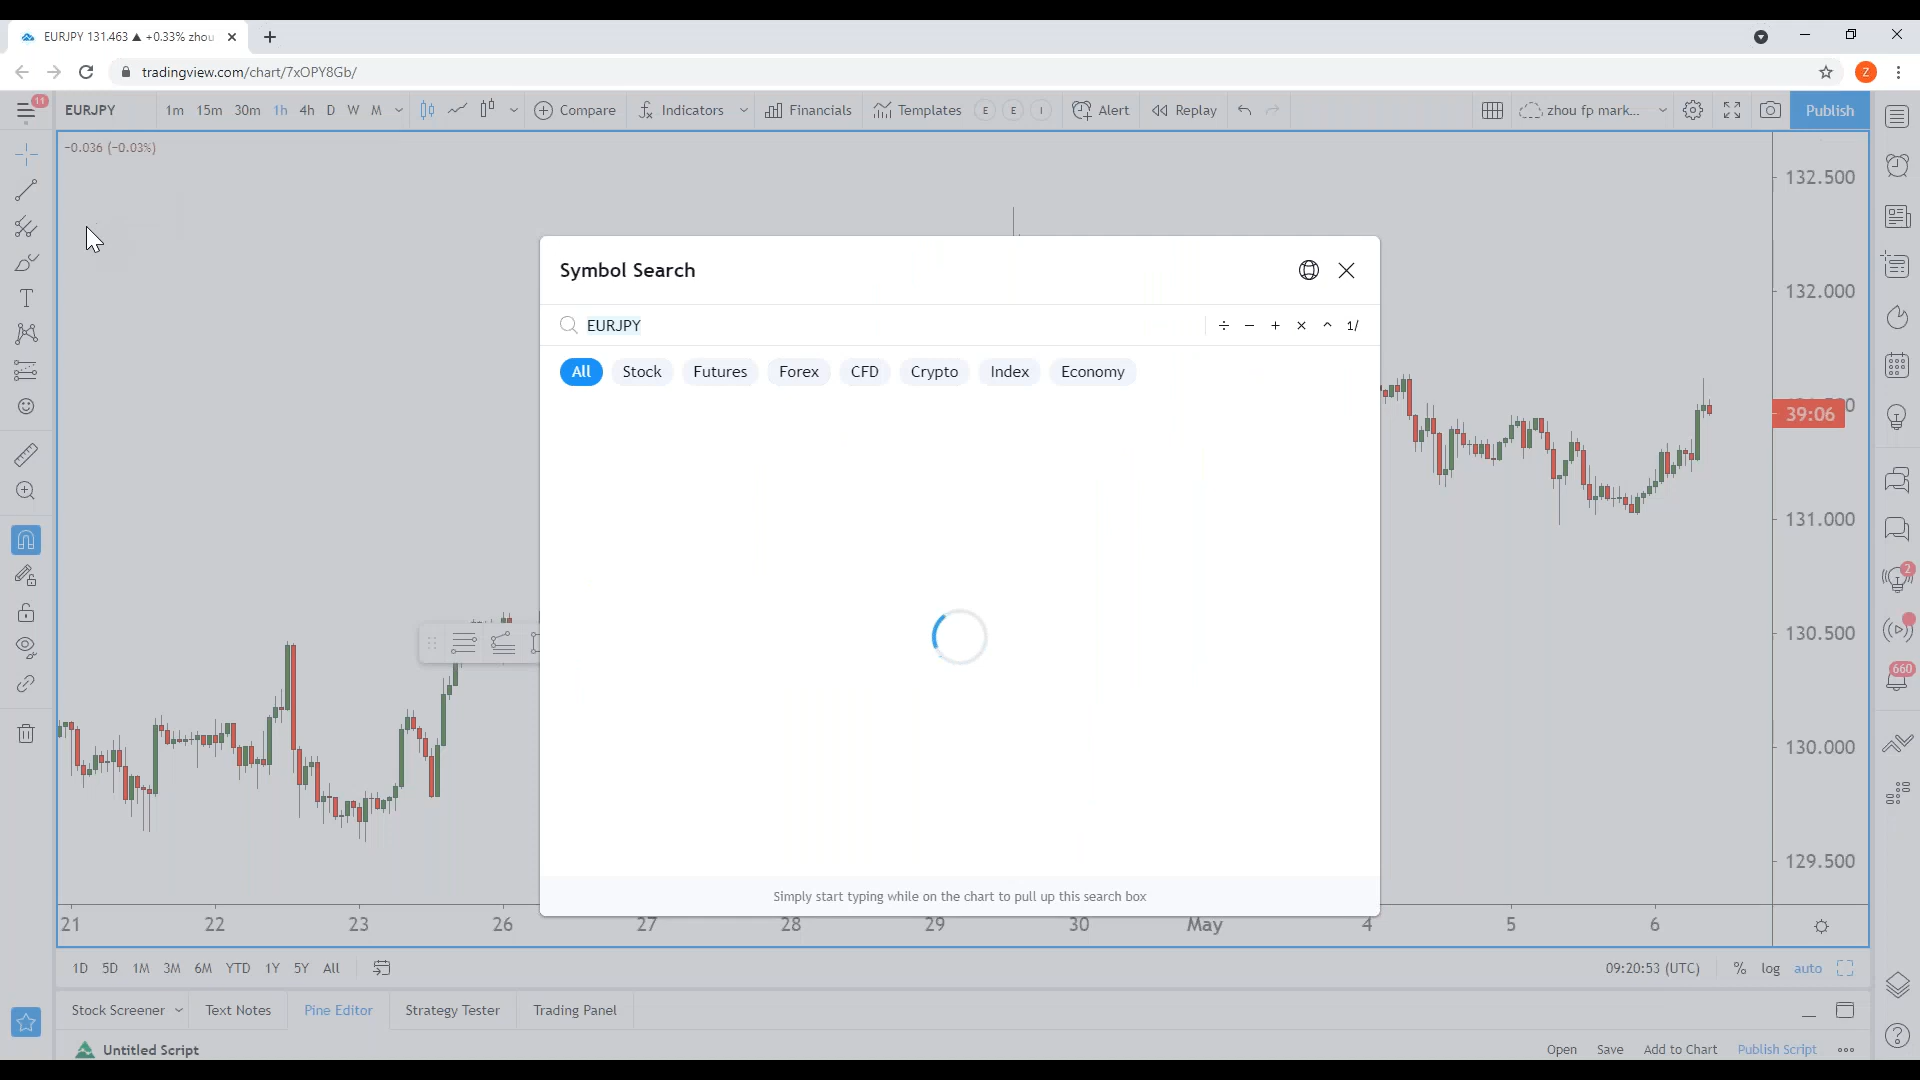 EURJPY 131.463 ▲ +0.33% zhou
tradingview.com/chart/7xOPY8Gb/
Z
11
EURJPY 1m 15m 30m 1h 4h D W M Compare Indicators Financials Templates E E I Alert Replay zhou fp mark... Publish
-0.036 (-0.03%)
132.500
132.000
Symbol Search
EURJPY ÷ − + × ^ 1/
All Stock Futures Forex CFD Crypto Index Economy
39:06
131.000
2
130.500
660
130.000
129.500
Simply start typing while on the chart to pull up this search box
21 22 23 26 27 28 29 30 May 4 5 6
1D 5D 1M 3M 6M YTD 1Y 5Y All 09:20:53 (UTC) % log auto
Stock Screener Text Notes Pine Editor Strategy Tester Trading Panel
Untitled Script Open Save Add to Chart Publish Script